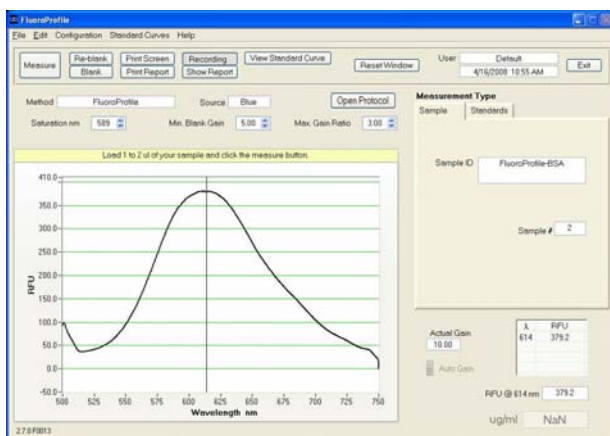 FluoroProfile
File Edit Configuration Standard Curves Help
Measure
Re-blank
Blank
Print Screen
Print Report
Recording
Show Report
View Standard Curve
Reset Window
User Default
4/16/2008 10:55 AM
Exit
Method FluoroProfile Source Blue Open Protocol
Saturation nm 589 Min. Blank Gain 5.00 Max. Gain Ratio 3.00
Measurement Type
Sample Standards
Load 1 to 2 ul of your sample and click the measure button.
Sample ID FluoroProfile-BSA
Sample # 2
RFU
410.0
350.0
300.0
250.0
200.0
150.0
100.0
50.0
0.0
-50.0
500 525 550 575 600 625 650 675 700 725 750
Wavelength nm
Actual Gain
10.00
Auto Gain
λ RFU
614 379.2
RFU @ 614 nm 379.2
ug/ml NaN
2.7.0 F0013